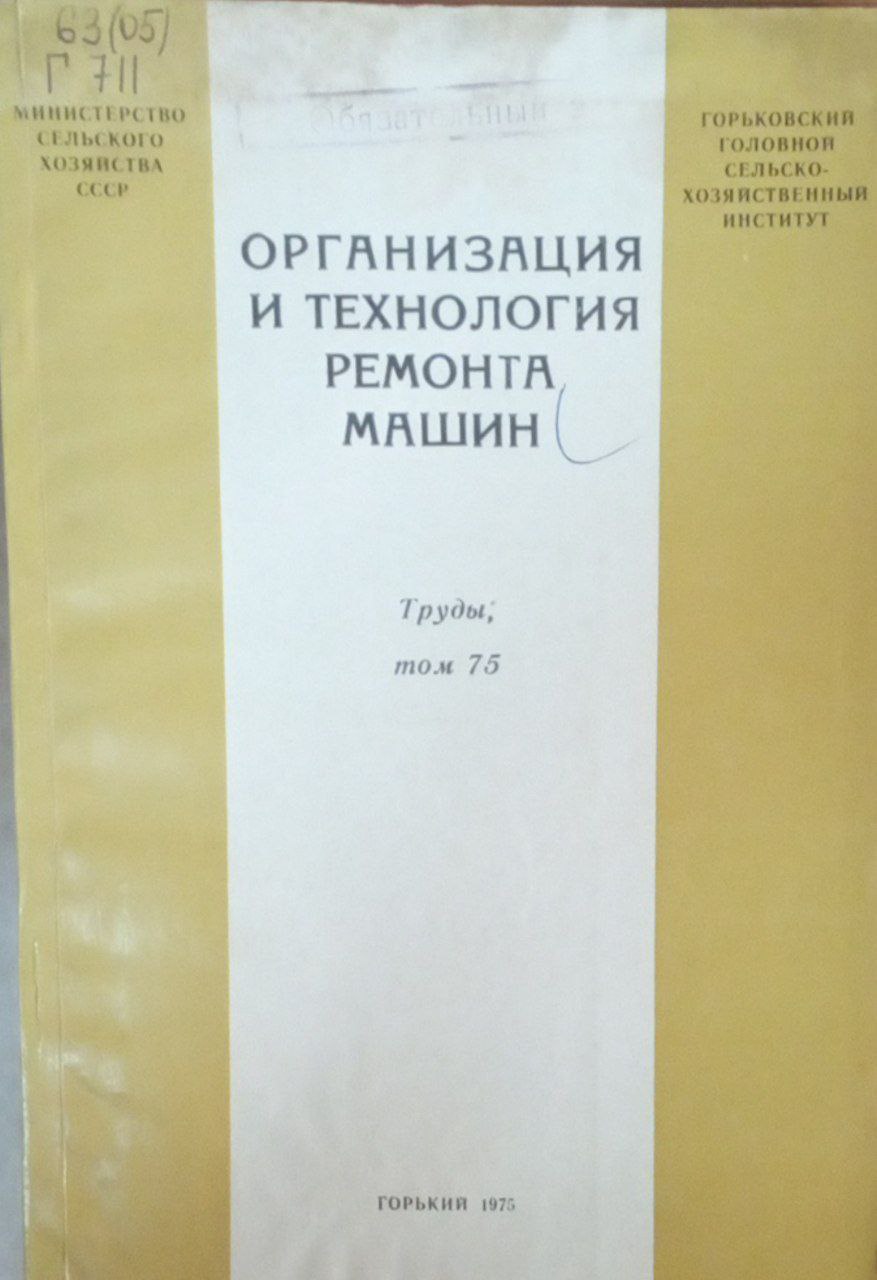 63(05)
Г 711
МИНИСТЕРСТВО
СЕЛЬСКОГО
ХОЗЯЙСТВА
СССР
ГОРЬКОВСКИЙ
ГОЛОВНОЙ
СЕЛЬСКО-
ХОЗЯЙСТВЕННЫЙ
ИНСТИТУТ
ОРГАНИЗАЦИЯ
И ТЕХНОЛОГИЯ
РЕМОНТА
МАШИН
Труды,
том 75
ГОРЬКИЙ 1975